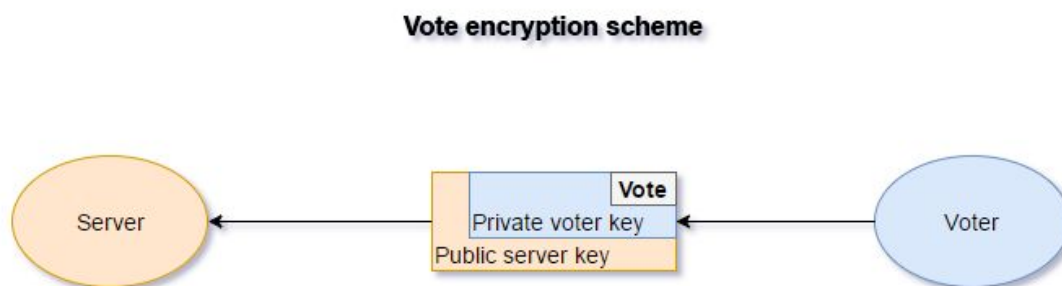 Vote encryption scheme
Server
Vote
Private voter key
Public server key
Voter